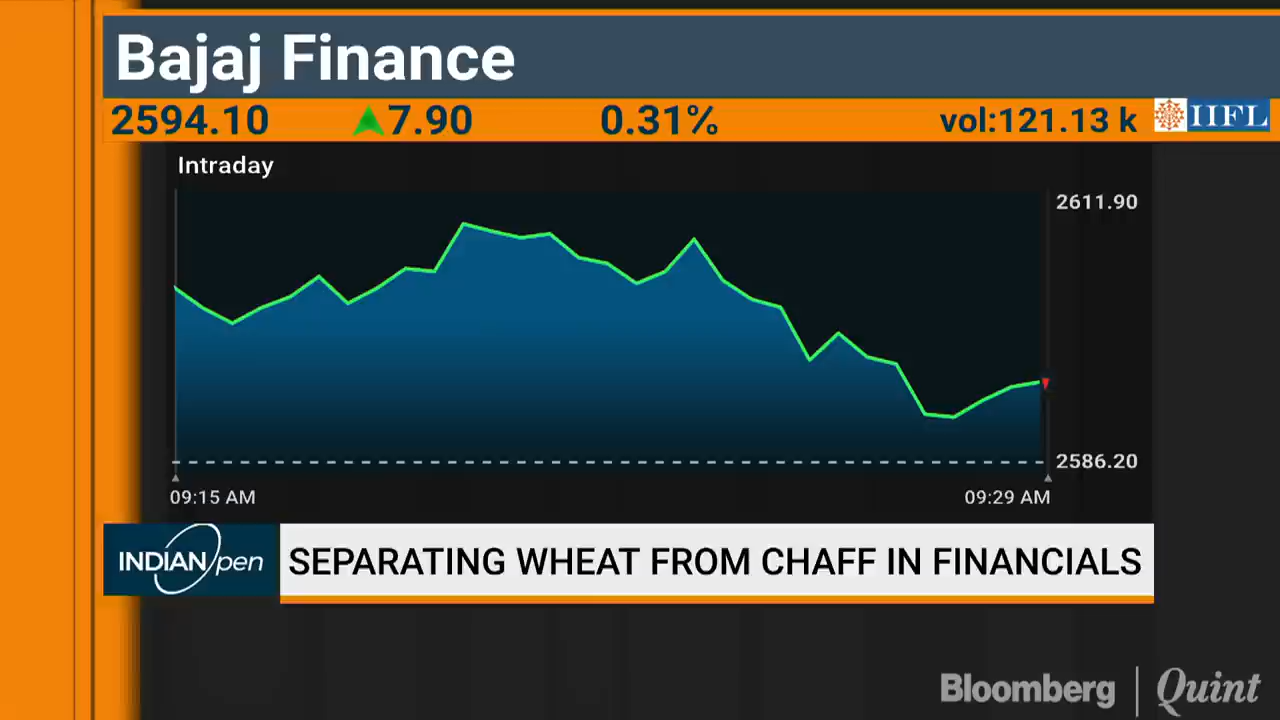 Bajaj Finance
2594.10 ▲7.90 0.31% vol:121.13 k IIFL
Intraday
2611.90
2586.20
09:15 AM 09:29 AM
INDIAN Open SEPARATING WHEAT FROM CHAFF IN FINANCIALS
Bloomberg | Quint